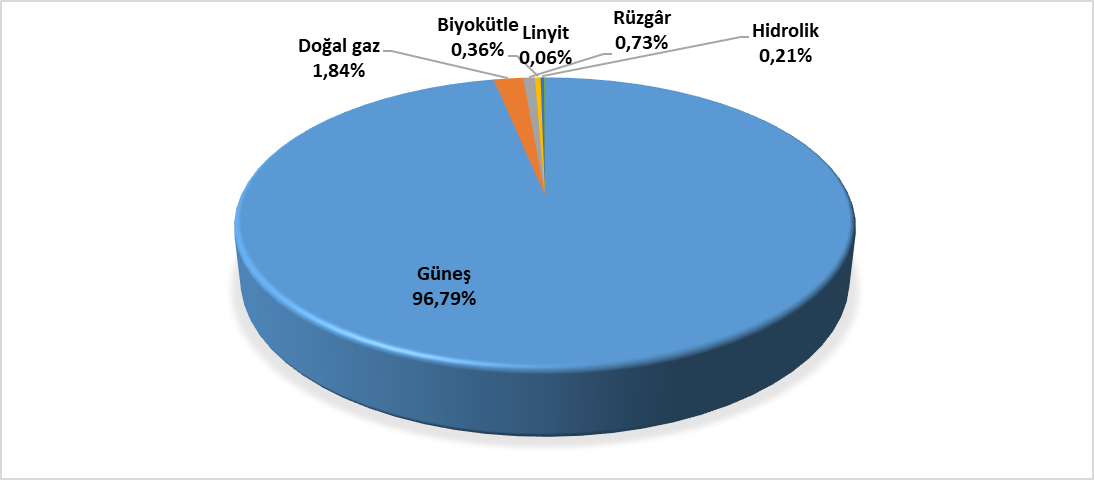 Doğal gaz
1,84%
Biyokütle
0,36%
Linyit
0,06%
Rüzgâr
0,73%
Hidrolik
0,21%
Güneş
96,79%